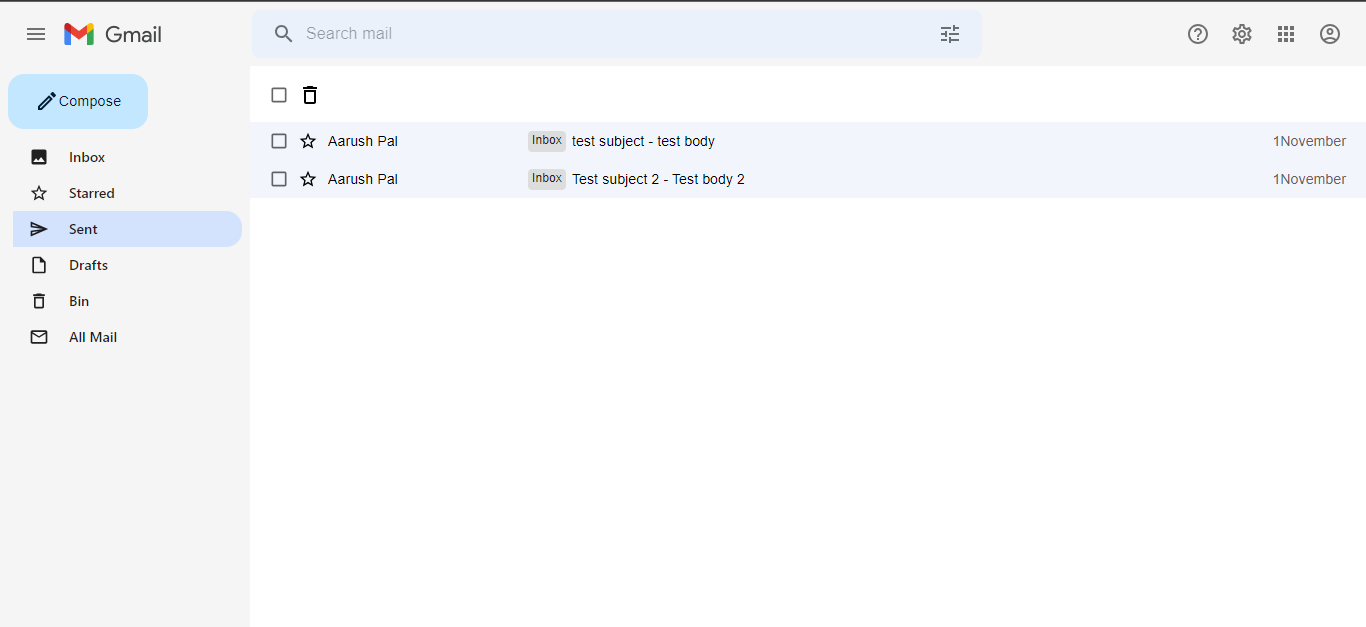 Gmail
Search mail
Compose
Inbox
Starred
Sent
Drafts
Bin
All Mail
Aarush Pal Inbox test subject - test body 1November
Aarush Pal Inbox Test subject 2 - Test body 2 1November